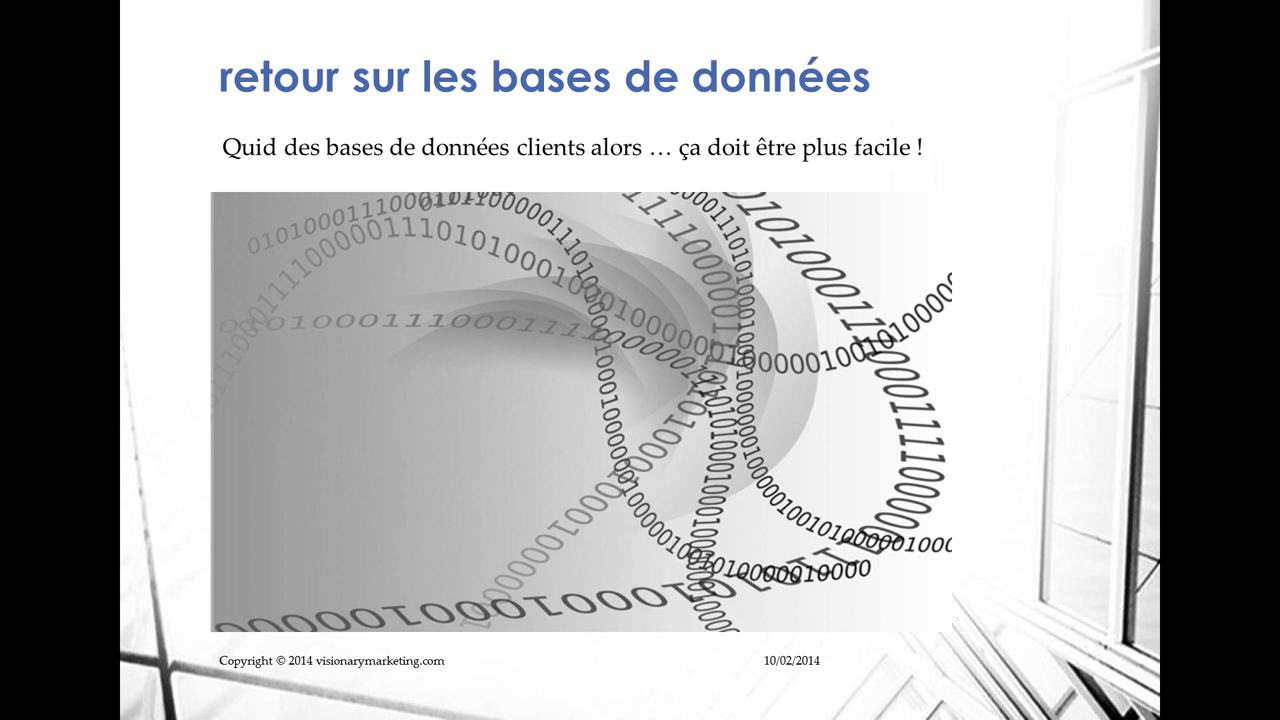 retour sur les bases de données
Quid des bases de données clients alors … ça doit être plus facile !
Copyright © 2014 visionarymarketing.com
10/02/2014